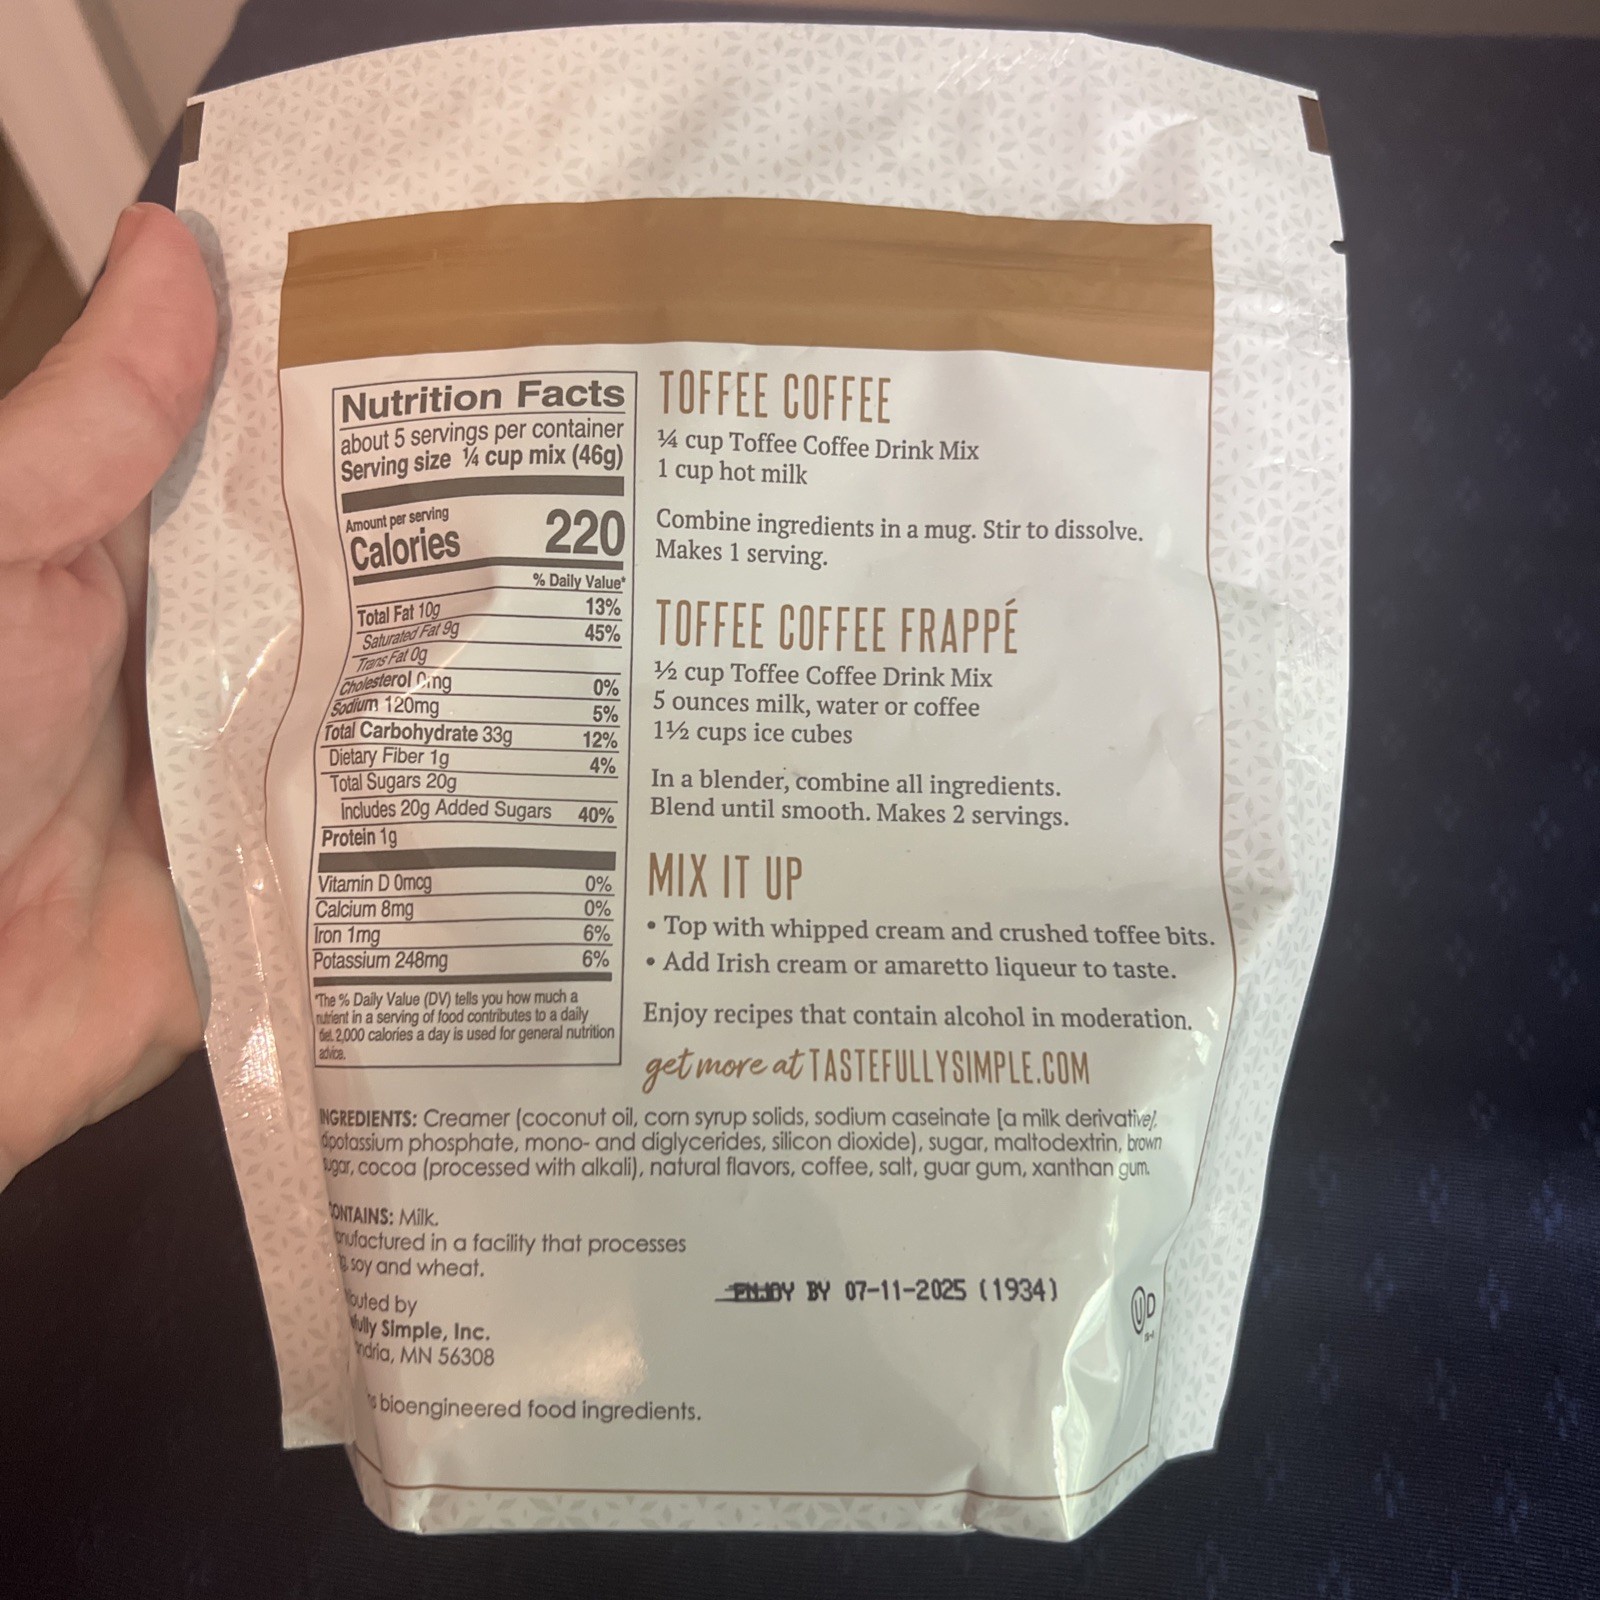 Nutrition Facts
about 5 servings per container
Serving size ¼ cup mix (46g)
Amount per serving
Calories 220
% Daily Value*
Total Fat 10g 13%
Saturated Fat 9g 45%
Trans Fat 0g
Cholesterol 0mg 0%
Sodium 120mg 5%
Total Carbohydrate 33g 12%
Dietary Fiber 1g 4%
Total Sugars 20g
Includes 20g Added Sugars 40%
Protein 1g
Vitamin D 0mcg 0%
Calcium 8mg 0%
Iron 1mg 6%
Potassium 248mg 6%
*The % Daily Value (DV) tells you how much a
nutrient in a serving of food contributes to a daily
diet. 2,000 calories a day is used for general nutrition
advice.
TOFFEE COFFEE
¼ cup Toffee Coffee Drink Mix
1 cup hot milk
Combine ingredients in a mug. Stir to dissolve.
Makes 1 serving.
TOFFEE COFFEE FRAPPÉ
½ cup Toffee Coffee Drink Mix
5 ounces milk, water or coffee
1½ cups ice cubes
In a blender, combine all ingredients.
Blend until smooth. Makes 2 servings.
MIX IT UP
• Top with whipped cream and crushed toffee bits.
• Add Irish cream or amaretto liqueur to taste.
Enjoy recipes that contain alcohol in moderation.
get more at TASTEFULLYSIMPLE.COM
INGREDIENTS: Creamer (coconut oil, corn syrup solids, sodium caseinate [a milk derivative],
dipotassium phosphate, mono- and diglycerides, silicon dioxide), sugar, maltodextrin, brown
sugar, cocoa (processed with alkali), natural flavors, coffee, salt, guar gum, xanthan gum.
CONTAINS: Milk.
in a facility that processes
soy and wheat.
by
Simple, Inc.
MN 56308
bioengineered food ingredients.
ENJOY BY 07-11-2025 (1934)
U D